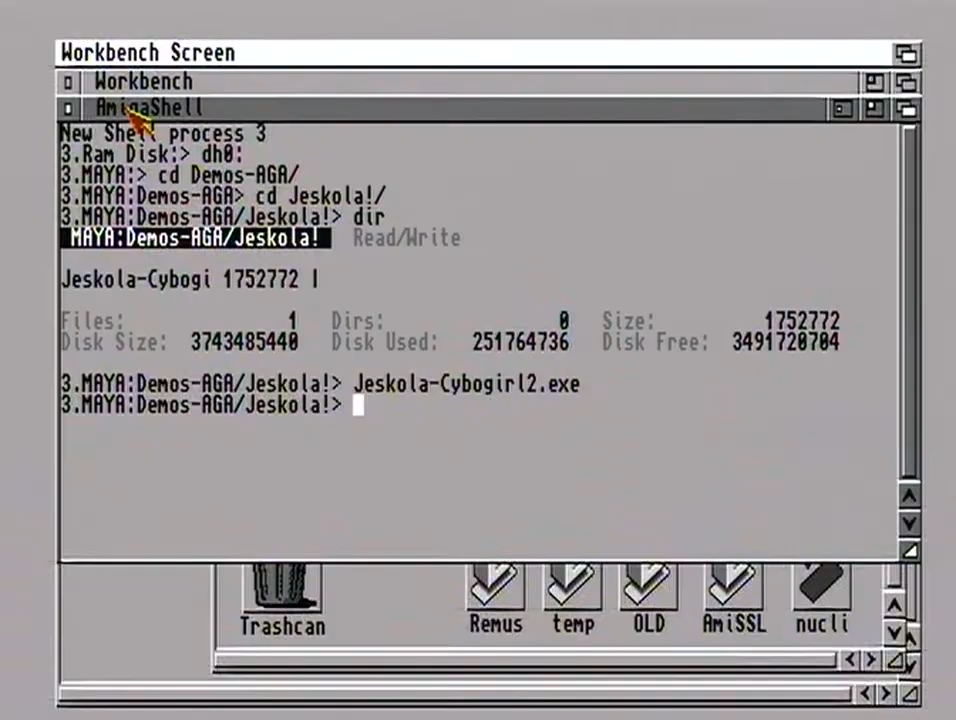 Workbench Screen
Workbench
AmigaShell
New Shell process 3
3.Ram Disk:> dh0:
3.MAYA:> cd Demos-AGA/
3.MAYA:Demos-AGA> cd Jeskola!/
3.MAYA:Demos-AGA/Jeskola!> dir
MAYA:Demos-AGA/Jeskola! Read/Write
Jeskola-Cybogi 1752772 |
Files: 1 Dirs: 0 Size: 1752772
Disk Size: 3743485440 Disk Used: 251764736 Disk Free: 3491720704
3.MAYA:Demos-AGA/Jeskola!> Jeskola-Cybogirl2.exe
3.MAYA:Demos-AGA/Jeskola!>
Trashcan Remus temp OLD AmiSSL nucli